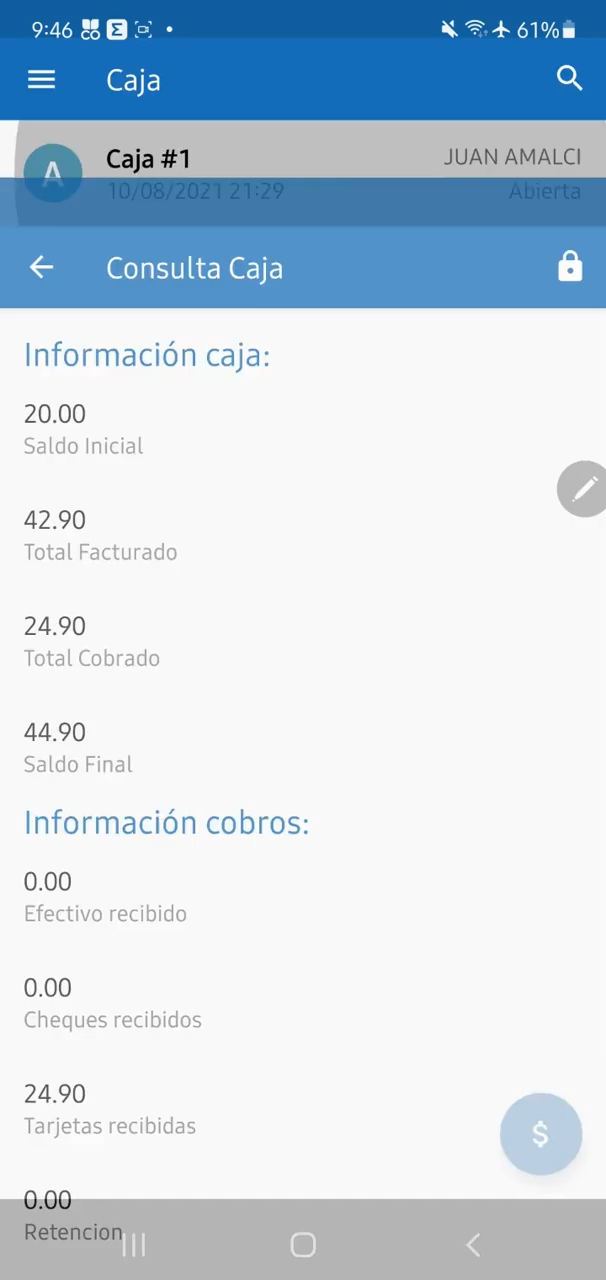 9:46 61%
Caja
A Caja #1 JUAN AMALCI
10/08/2021 21:29 Abierta
Consulta Caja
Información caja:
20.00
Saldo Inicial
42.90
Total Facturado
24.90
Total Cobrado
44.90
Saldo Final
Información cobros:
0.00
Efectivo recibido
0.00
Cheques recibidos
24.90
Tarjetas recibidas
$
0.00
Retencion